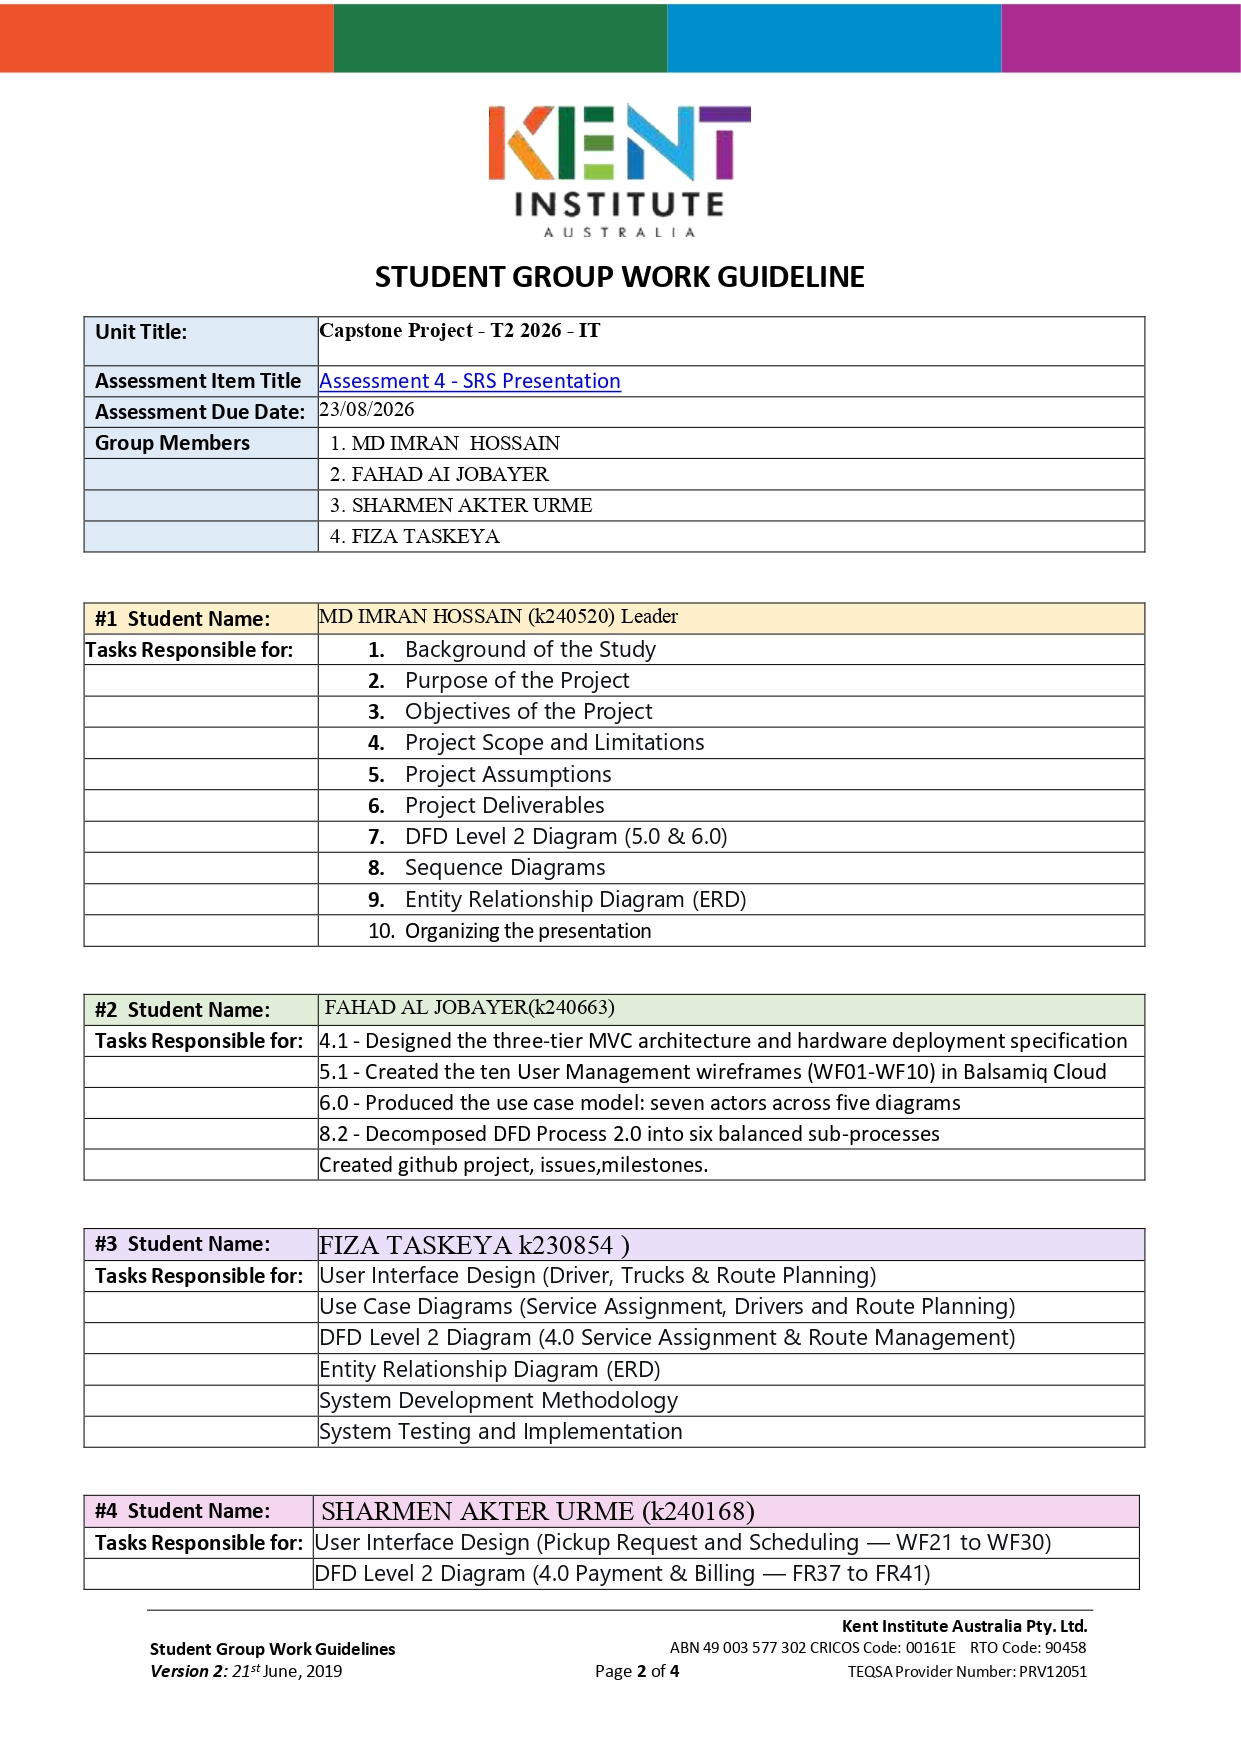 KENT
INSTITUTE
AUSTRALIA
STUDENT GROUP WORK GUIDELINE
Unit Title: Capstone Project - T2 2026 - IT
Assessment Item Title Assessment 4 - SRS Presentation
Assessment Due Date: 23/08/2026
Group Members 1. MD IMRAN  HOSSAIN
2. FAHAD AI JOBAYER
3. SHARMEN AKTER URME
4. FIZA TASKEYA
#1  Student Name: MD IMRAN HOSSAIN (k240520) Leader
Tasks Responsible for: 1. Background of the Study
2. Purpose of the Project
3. Objectives of the Project
4. Project Scope and Limitations
5. Project Assumptions
6. Project Deliverables
7. DFD Level 2 Diagram (5.0 & 6.0)
8. Sequence Diagrams
9. Entity Relationship Diagram (ERD)
10. Organizing the presentation
#2  Student Name: FAHAD AL JOBAYER(k240663)
Tasks Responsible for: 4.1 - Designed the three-tier MVC architecture and hardware deployment specification
5.1 - Created the ten User Management wireframes (WF01-WF10) in Balsamiq Cloud
6.0 - Produced the use case model: seven actors across five diagrams
8.2 - Decomposed DFD Process 2.0 into six balanced sub-processes
Created github project, issues,milestones.
#3  Student Name: FIZA TASKEYA k230854 )
Tasks Responsible for: User Interface Design (Driver, Trucks & Route Planning)
Use Case Diagrams (Service Assignment, Drivers and Route Planning)
DFD Level 2 Diagram (4.0 Service Assignment & Route Management)
Entity Relationship Diagram (ERD)
System Development Methodology
System Testing and Implementation
#4  Student Name: SHARMEN AKTER URME (k240168)
Tasks Responsible for: User Interface Design (Pickup Request and Scheduling — WF21 to WF30)
DFD Level 2 Diagram (4.0 Payment & Billing — FR37 to FR41)
Kent Institute Australia Pty. Ltd.
Student Group Work Guidelines ABN 49 003 577 302 CRICOS Code: 00161E RTO Code: 90458
Version 2: 21st June, 2019 Page 2 of 4 TEQSA Provider Number: PRV12051